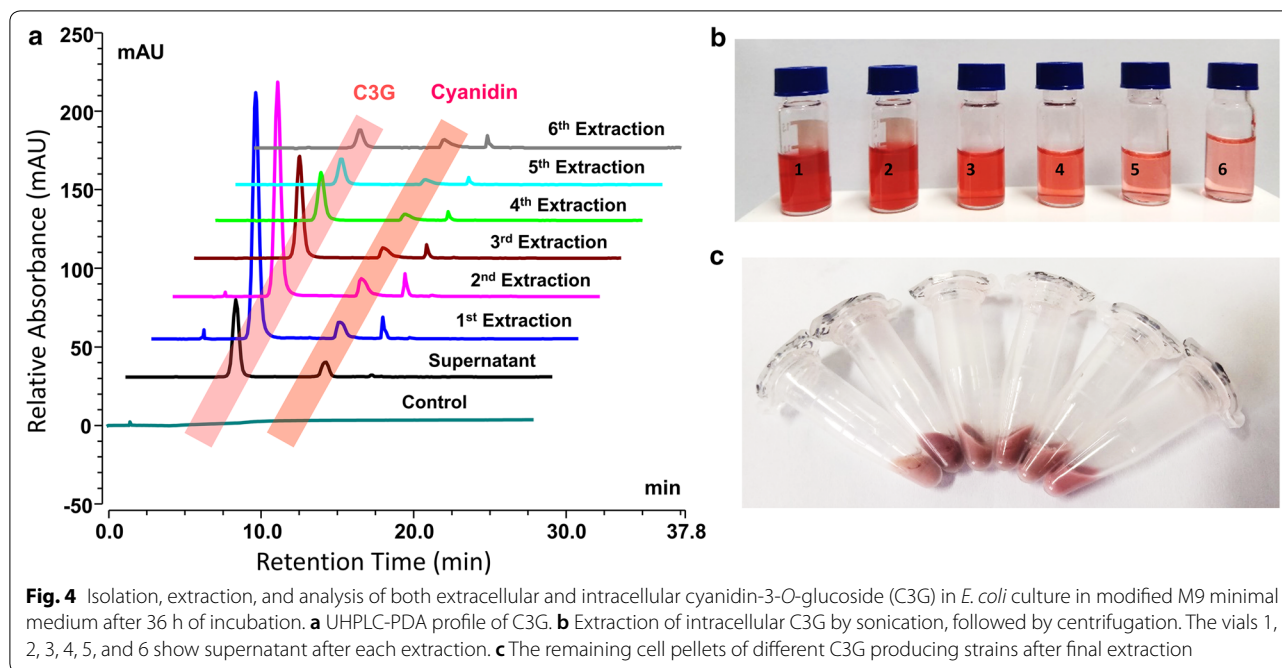 a
250
200
150
100
50
0
-50
mAU
Relative Absorbance (mAU)
C3G Cyanidin
6th Extraction
5th Extraction
4th Extraction
3rd Extraction
2nd Extraction
1st Extraction
Supernatant
Control
min
0.0 10.0 20.0 30.0 37.8
Retention Time (min)
b
1 2 3 4 5 6
c
Fig. 4 Isolation, extraction, and analysis of both extracellular and intracellular cyanidin-3-O-glucoside (C3G) in E. coli culture in modified M9 minimal
medium after 36 h of incubation. a UHPLC-PDA profile of C3G. b Extraction of intracellular C3G by sonication, followed by centrifugation. The vials 1,
2, 3, 4, 5, and 6 show supernatant after each extraction. c The remaining cell pellets of different C3G producing strains after final extraction